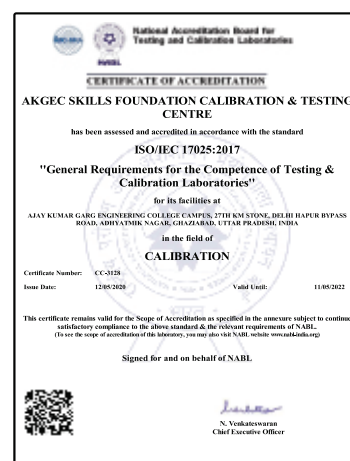 National Accreditation Board for
Testing and Calibration Laboratories
NABL
CERTIFICATE OF ACCREDITATION
AKGEC SKILLS FOUNDATION CALIBRATION & TESTING
CENTRE
has been assessed and accredited in accordance with the standard
ISO/IEC 17025:2017
"General Requirements for the Competence of Testing &
Calibration Laboratories"
for its facilities at
AJAY KUMAR GARG ENGINEERING COLLEGE CAMPUS, 27TH KM STONE, DELHI HAPUR BYPASS
ROAD, ADHYATMIK NAGAR, GHAZIABAD, UTTAR PRADESH, INDIA
in the field of
CALIBRATION
Certificate Number: CC-3128
Issue Date: 12/05/2020 Valid Until: 11/05/2022
This certificate remains valid for the Scope of Accreditation as specified in the annexure subject to continue
satisfactory compliance to the above standard & the relevant requirements of NABL.
(To see the scope of accreditation of this laboratory, you may also visit NABL website www.nabl-india.org)
Signed for and on behalf of NABL
N. Venkateswaran
Chief Executive Officer